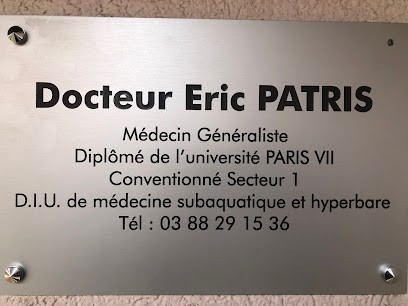 Docteur Eric PATRIS
Médecin Généraliste
Diplômé de l'université PARIS VII
Conventionné Secteur 1
D.I.U. de médecine subaquatique et hyperbare
Tél : 03 88 29 15 36